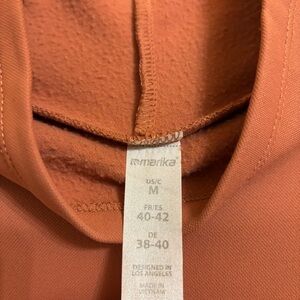 marika
US/C
M
FR/ES
40-42
DE
38-40
DESIGNED IN
LOS ANGELES
MADE IN
VIETNAM